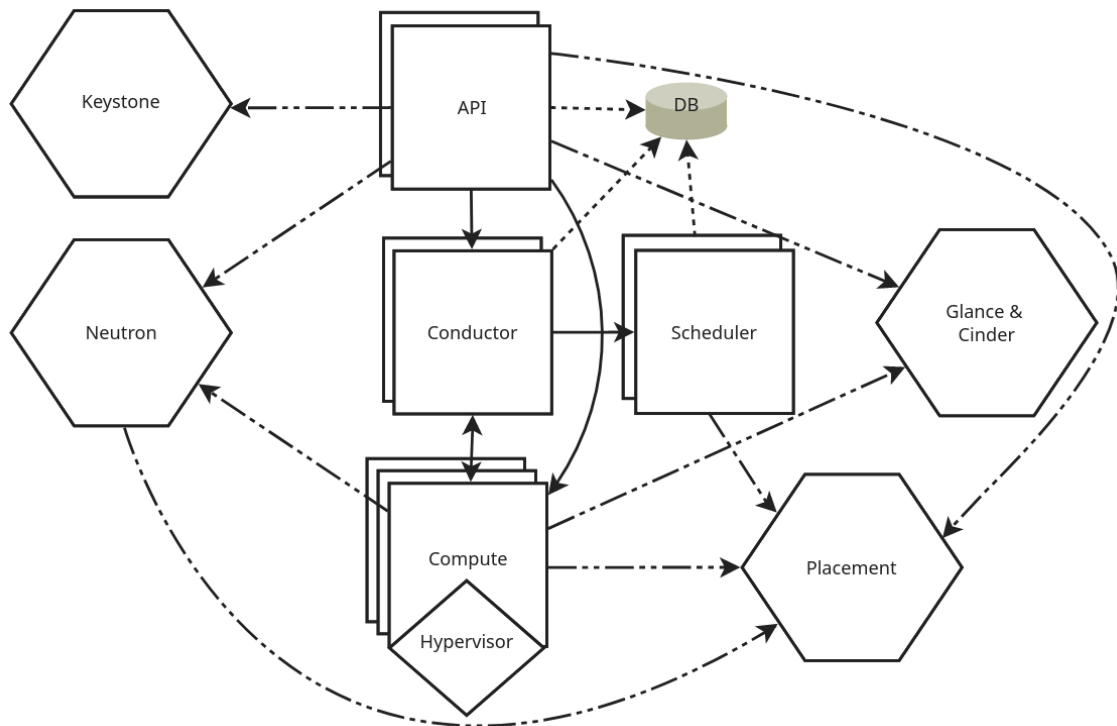 Keystone
API
DB
Neutron
Conductor
Scheduler
Glance &
Cinder
Compute
Hypervisor
Placement